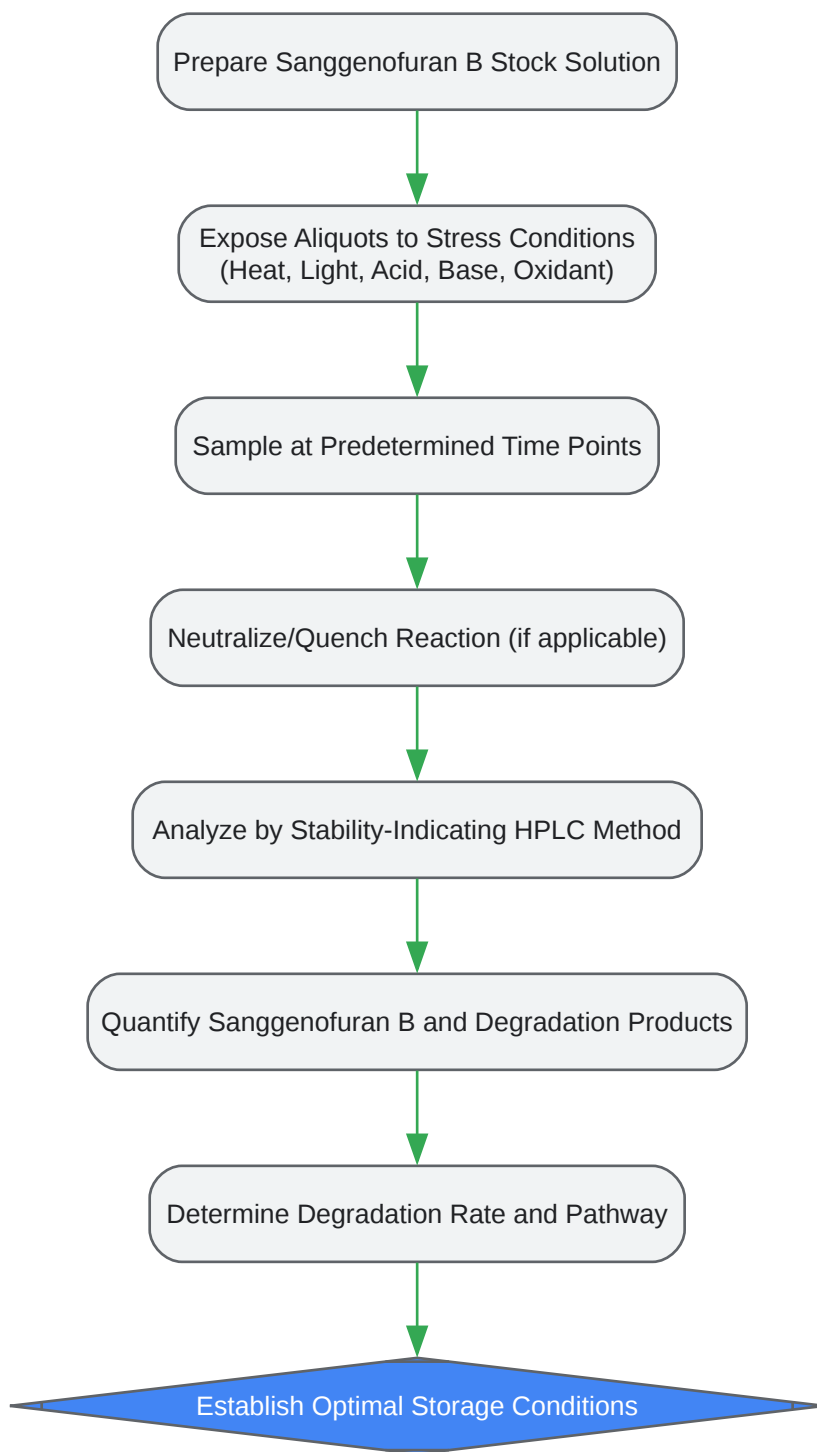 Prepare Sanggenofuran B Stock Solution
Expose Aliquots to Stress Conditions
(Heat, Light, Acid, Base, Oxidant)
Sample at Predetermined Time Points
Neutralize/Quench Reaction (if applicable)
Analyze by Stability-Indicating HPLC Method
Quantify Sanggenofuran B and Degradation Products
Determine Degradation Rate and Pathway
Establish Optimal Storage Conditions